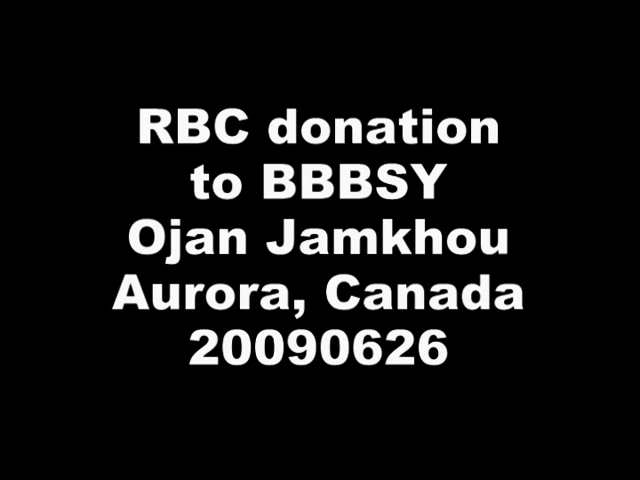 RBC donation
to BBBSY
Ojan Jamkhou
Aurora, Canada
20090626